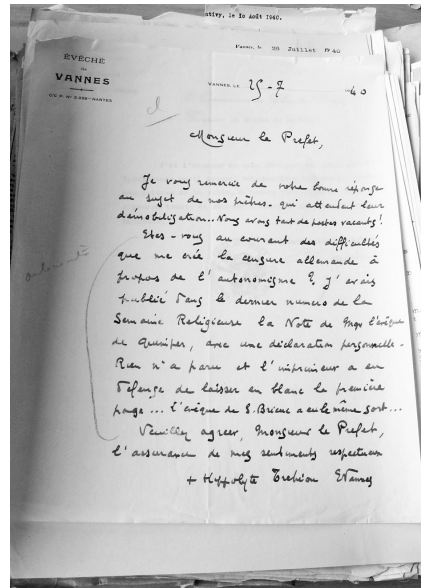 ntivy, le 10 Août 1940.
Vannes, le 28 Juillet 1940
ÉVÊCHÉ
DE
VANNES
VANNES, LE 25-7 1940
Monsieur le Préfet,
Je vous remercie de votre bonne réponse
au sujet de nos prêtres qui attendent leur
démobilisation.. Nous avons tant de postes vacants!
Etes-vous au courant des difficultés
que me crée la censure allemande à
propos de l'autonomisme ? J'avais
publié dans le dernier numéro de la
Semaine Religieuse la Note de Mgr l'évêque
de Quimper, avec une déclaration personnelle.
Rien n'a paru et l'imprimeur a eu
défense de laisser en blanc la première
page... l'évêque de S. Brieuc a eu le même sort...
Veuillez agréer, Monsieur le Préfet,
l'assurance de mes sentiments respectueux
+ Hippolyte Tréhiou